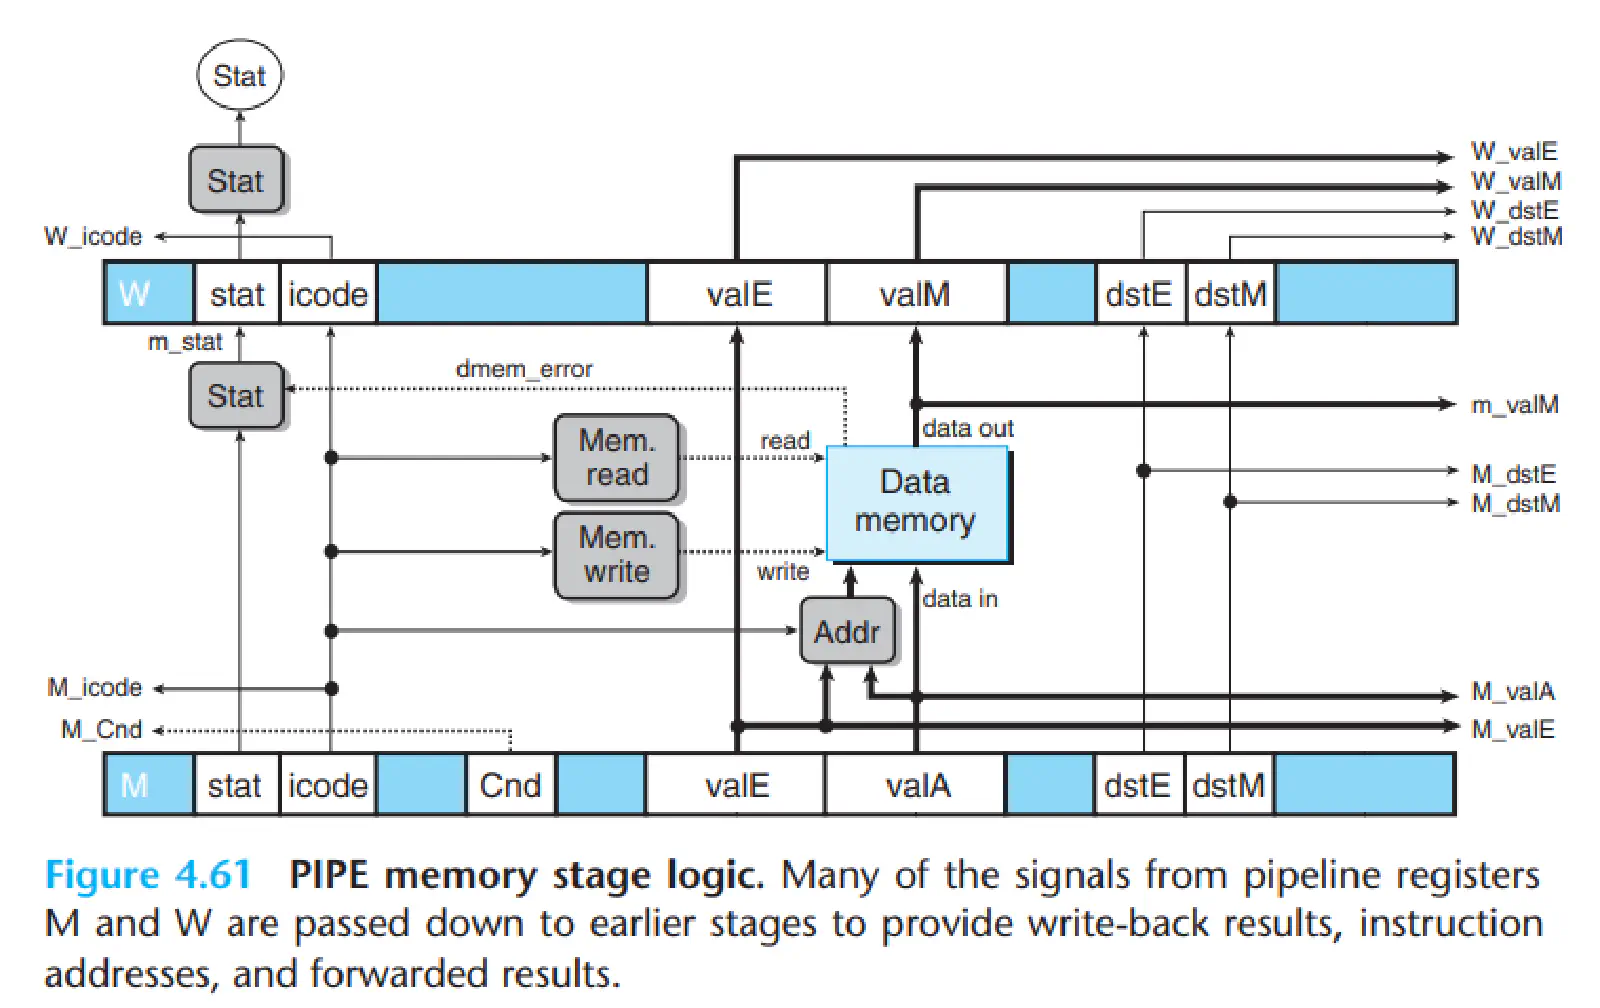 Stat
Stat
W_valE
W_valM
W_dstE
W_icode
W_dstM
W stat icode valE valM dstE dstM
m_stat
dmem_error
Stat
m_valM
data out
Mem. read
read
Data memory
M_dstE
M_dstM
Mem. write
write
data in
Addr
M_icode
M_valA
M_Cnd
M_valE
M stat icode Cnd valE valA dstE dstM
Figure 4.61 PIPE memory stage logic. Many of the signals from pipeline registers
M and W are passed down to earlier stages to provide write-back results, instruction
addresses, and forwarded results.